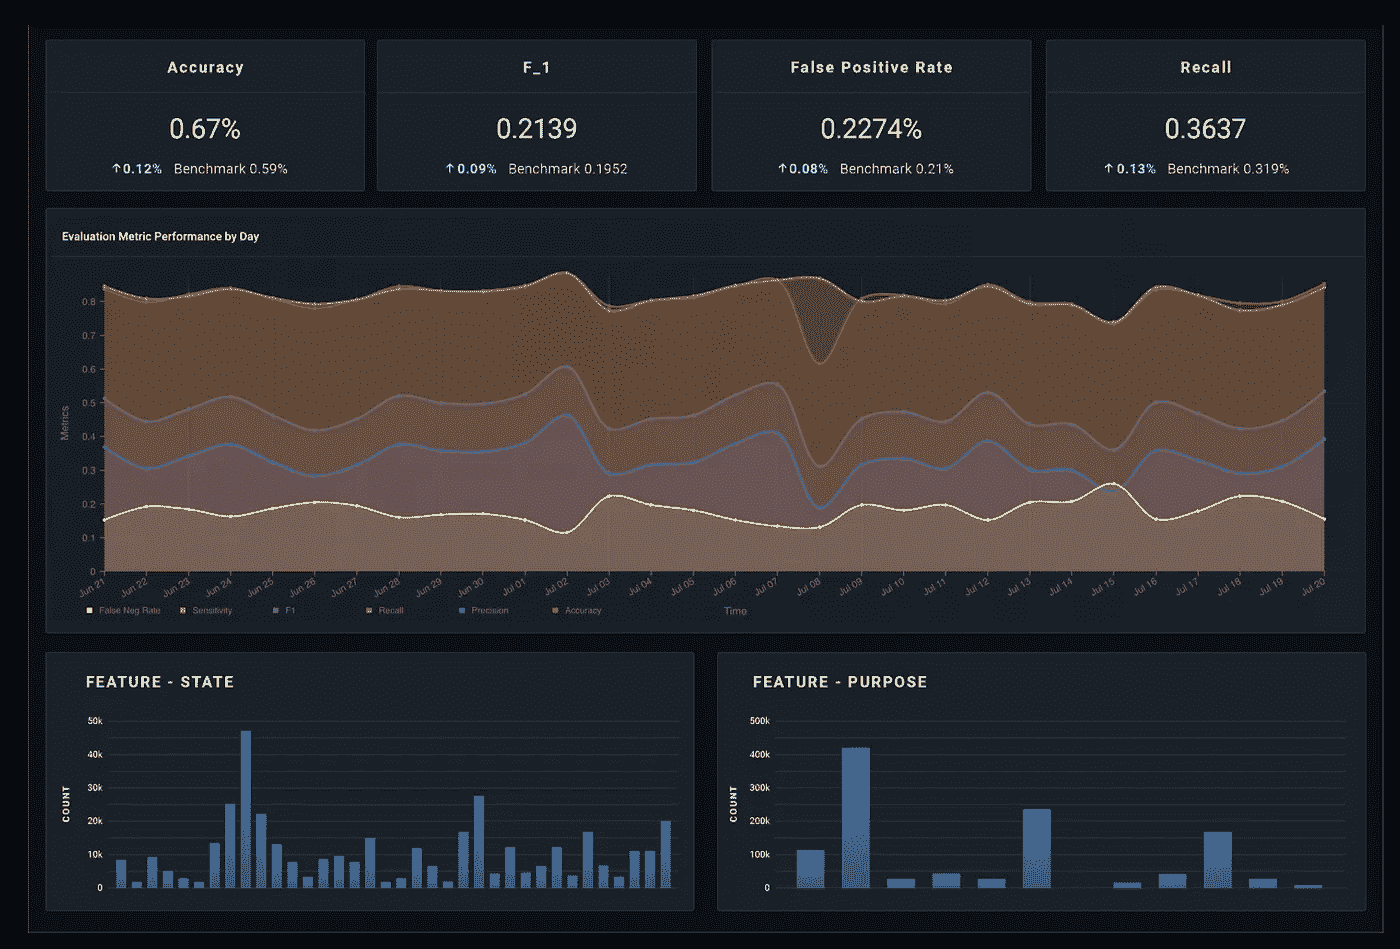 Accuracy
0.67%
↑0.12% Benchmark 0.59%
F_1
0.2139
↑0.09% Benchmark 0.1952
False Positive Rate
0.2274%
↑0.08% Benchmark 0.21%
Recall
0.3637
↑0.13% Benchmark 0.319%
Evaluation Metric Performance by Day
Metrics
0.8
0.7
0.6
0.5
0.4
0.3
0.2
0.1
0
Jun 21 Jun 22 Jun 23 Jun 24 Jun 25 Jun 26 Jun 27 Jun 28 Jun 29 Jun 30 Jul 01 Jul 02 Jul 03 Jul 04 Jul 05 Jul 06 Jul 07 Jul 08 Jul 09 Jul 10 Jul 11 Jul 12 Jul 13 Jul 14 Jul 15 Jul 16 Jul 17 Jul 18 Jul 19 Jul 20
False Neg Rate Sensitivity F1 Recall Precision Accuracy Time
FEATURE - STATE
COUNT
50k
40k
30k
20k
10k
0
FEATURE - PURPOSE
COUNT
500k
400k
300k
200k
100k
0